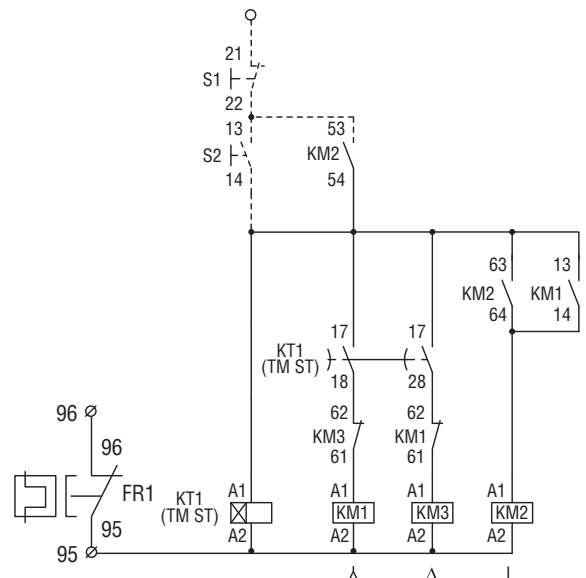 21
S1
22
13
53
S2
KM2
14
54
63
13
KM2
KM1
64
14
17
17
KT1
(TM ST)
18
28
96
62
62
96
KM3
KM1
61
61
FR1
KT1
(TM ST)
A1
A1
A1
A1
KM1
KM3
KM2
95
A2
A2
A2
A2
95